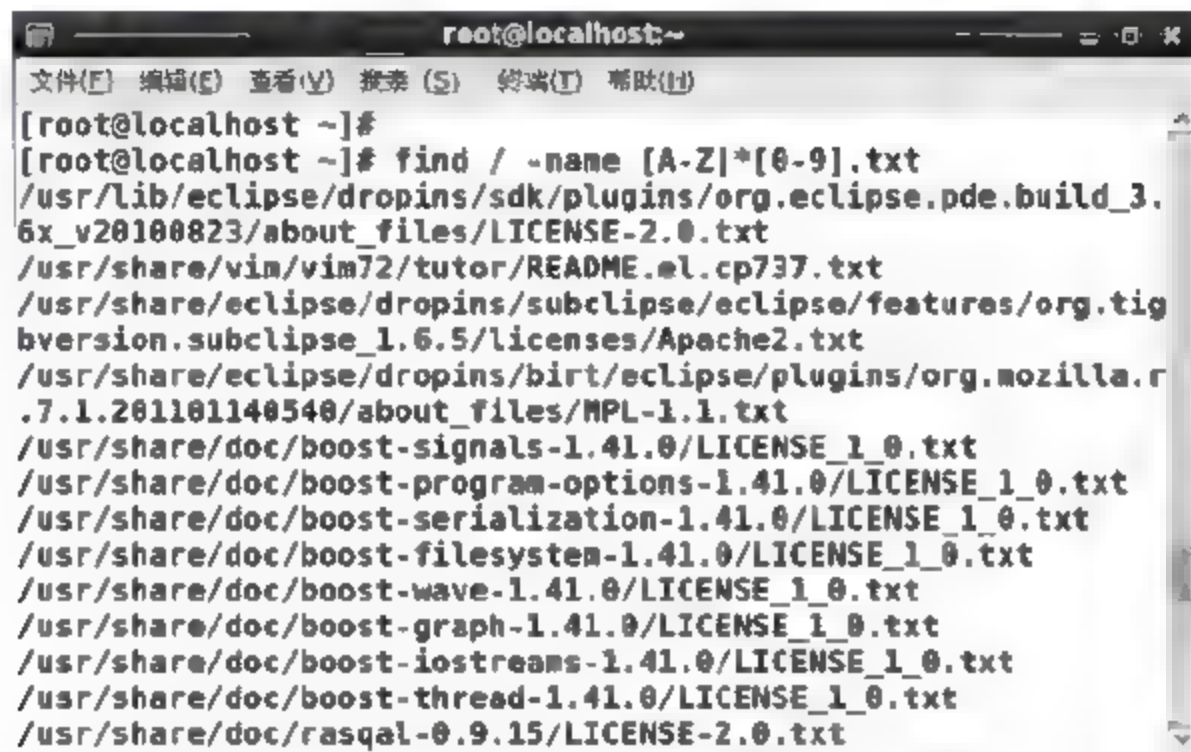 root@localhost:~
文件(F) 编辑(E) 查看(V) 搜索 (S) 终端(T) 帮助(H)
[root@localhost ~]#
[root@localhost ~]# find / -name [A-Z]*[0-9].txt
/usr/lib/eclipse/dropins/sdk/plugins/org.eclipse.pde.build_3.
6x_v20100823/about_files/LICENSE-2.0.txt
/usr/share/vim/vim72/tutor/README.el.cp737.txt
/usr/share/eclipse/dropins/subclipse/eclipse/features/org.tig
bversion.subclipse_1.6.5/licenses/Apache2.txt
/usr/share/eclipse/dropins/birt/eclipse/plugins/org.mozilla.r
.7.1.201101140540/about_files/MPL-1.1.txt
/usr/share/doc/boost-signals-1.41.0/LICENSE_1_0.txt
/usr/share/doc/boost-program-options-1.41.0/LICENSE_1_0.txt
/usr/share/doc/boost-serialization-1.41.0/LICENSE_1_0.txt
/usr/share/doc/boost-filesystem-1.41.0/LICENSE_1_0.txt
/usr/share/doc/boost-wave-1.41.0/LICENSE_1_0.txt
/usr/share/doc/boost-graph-1.41.0/LICENSE_1_0.txt
/usr/share/doc/boost-iostreams-1.41.0/LICENSE_1_0.txt
/usr/share/doc/boost-thread-1.41.0/LICENSE_1_0.txt
/usr/share/doc/rasqal-0.9.15/LICENSE-2.0.txt